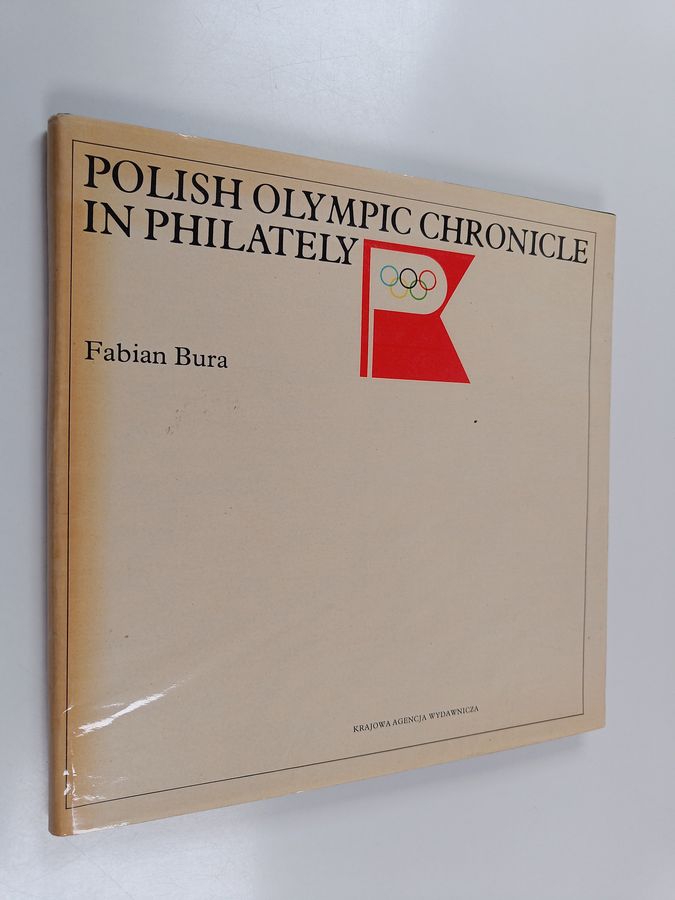 POLISH OLYMPIC CHRONICLE
IN PHILATELY
Fabian Bura
KRAJOWA AGENCJA WYDAWNICZA